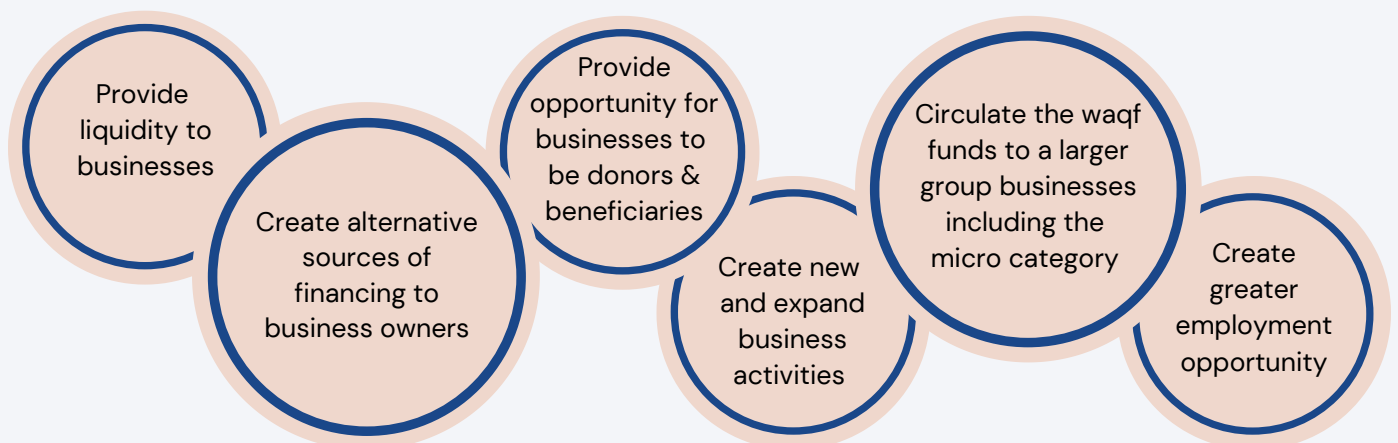 Provide
liquidity to
businesses
Create alternative
sources of
financing to
business owners
Provide
opportunity for
businesses to
be donors &
beneficiaries
Create new
and expand
business
activities
Circulate the waqf
funds to a larger
group businesses
including the
micro category
Create
greater
employment
opportunity